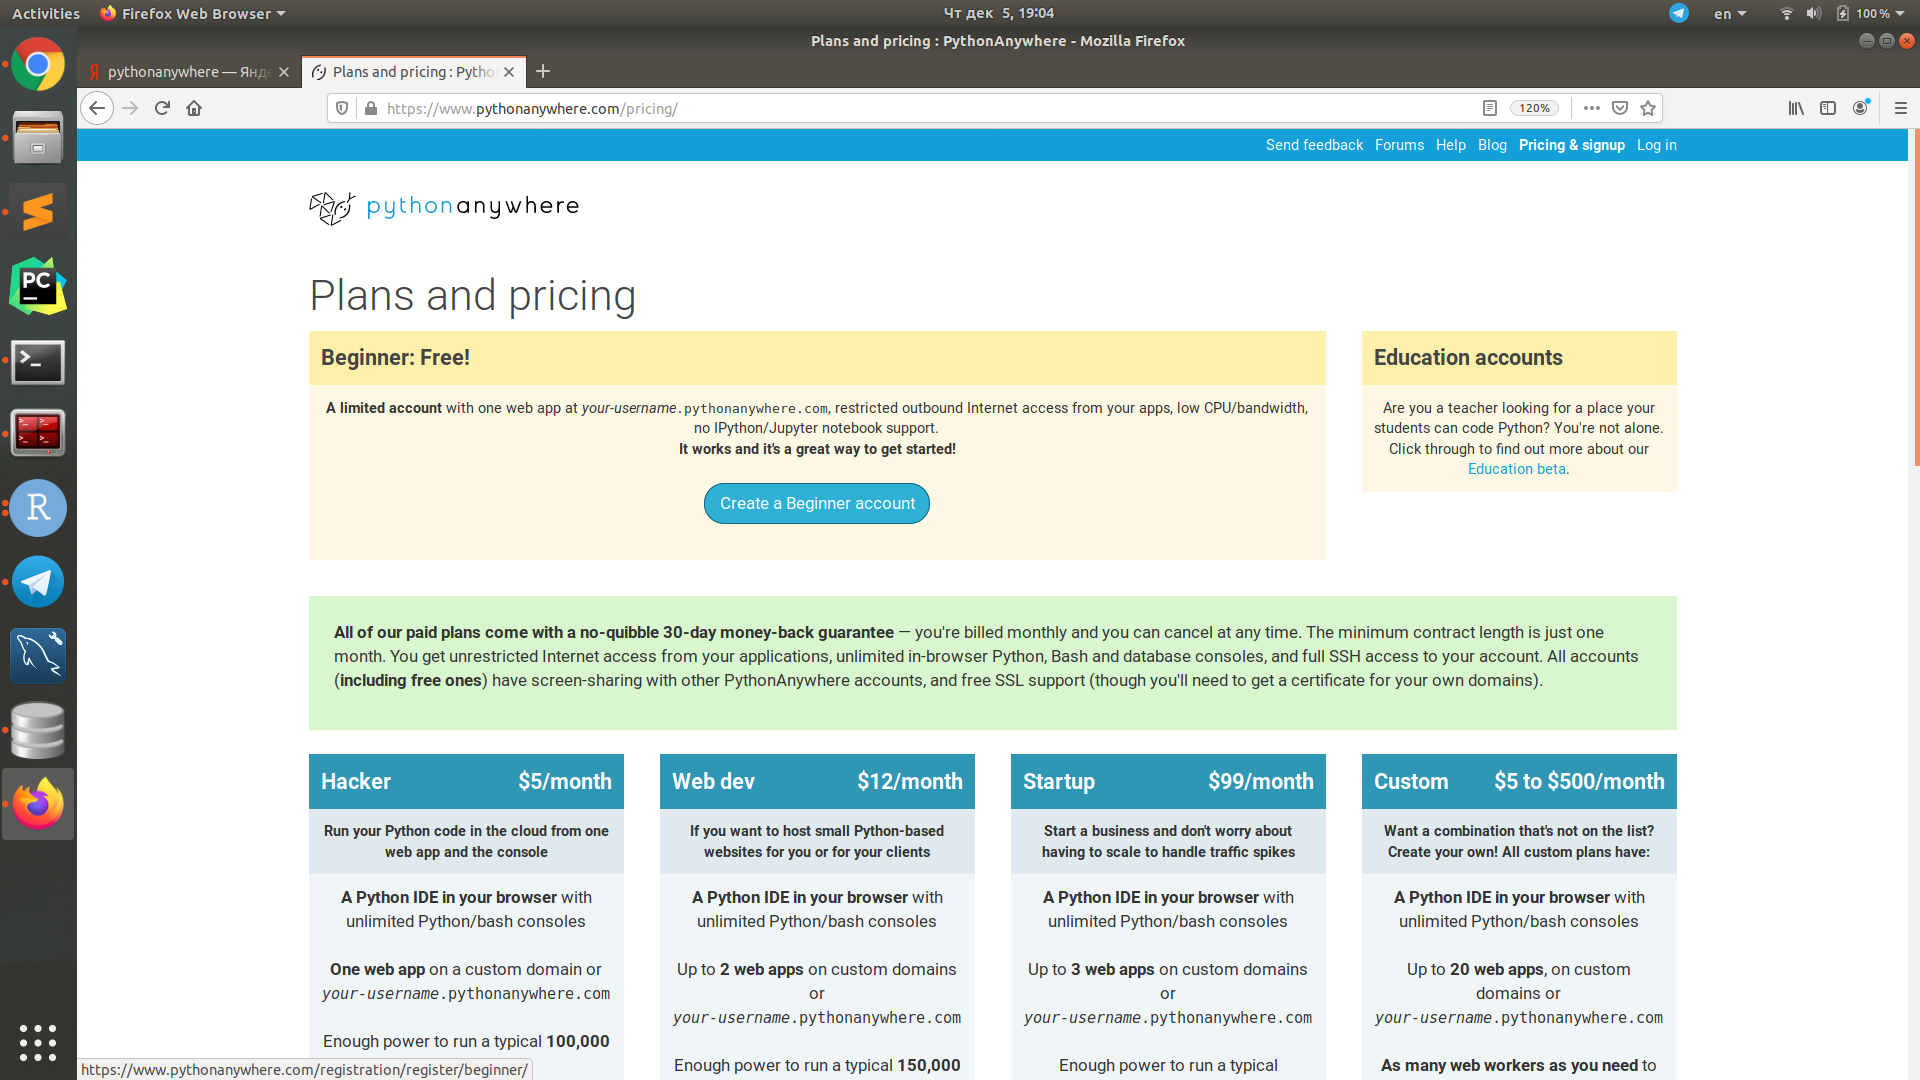 Activities
Firefox Web Browser
Чт дек 5, 19:04
en
100 %
Plans and pricing : PythonAnywhere - Mozilla Firefox
pythonanywhere — Янде
Plans and pricing : Pytho
https://www.pythonanywhere.com/pricing/
120%
Send feedback Forums Help Blog Pricing & signup Log in
pythonanywhere
Plans and pricing
Beginner: Free!
A limited account with one web app at your-username.pythonanywhere.com, restricted outbound Internet access from your apps, low CPU/bandwidth,
no IPython/Jupyter notebook support.
It works and it's a great way to get started!
Create a Beginner account
Education accounts
Are you a teacher looking for a place your
students can code Python? You're not alone.
Click through to find out more about our
Education beta.
All of our paid plans come with a no-quibble 30-day money-back guarantee — you're billed monthly and you can cancel at any time. The minimum contract length is just one
month. You get unrestricted Internet access from your applications, unlimited in-browser Python, Bash and database consoles, and full SSH access to your account. All accounts
(including free ones) have screen-sharing with other PythonAnywhere accounts, and free SSL support (though you'll need to get a certificate for your own domains).
Hacker $5/month
Run your Python code in the cloud from one
web app and the console
A Python IDE in your browser with
unlimited Python/bash consoles
One web app on a custom domain or
your-username.pythonanywhere.com
Enough power to run a typical 100,000
Web dev $12/month
If you want to host small Python-based
websites for you or for your clients
A Python IDE in your browser with
unlimited Python/bash consoles
Up to 2 web apps on custom domains
or
your-username.pythonanywhere.com
Enough power to run a typical 150,000
Startup $99/month
Start a business and don't worry about
having to scale to handle traffic spikes
A Python IDE in your browser with
unlimited Python/bash consoles
Up to 3 web apps on custom domains
or
your-username.pythonanywhere.com
Enough power to run a typical
Custom $5 to $500/month
Want a combination that's not on the list?
Create your own! All custom plans have:
A Python IDE in your browser with
unlimited Python/bash consoles
Up to 20 web apps, on custom
domains or
your-username.pythonanywhere.com
As many web workers as you need to
https://www.pythonanywhere.com/registration/register/beginner/
PC
R